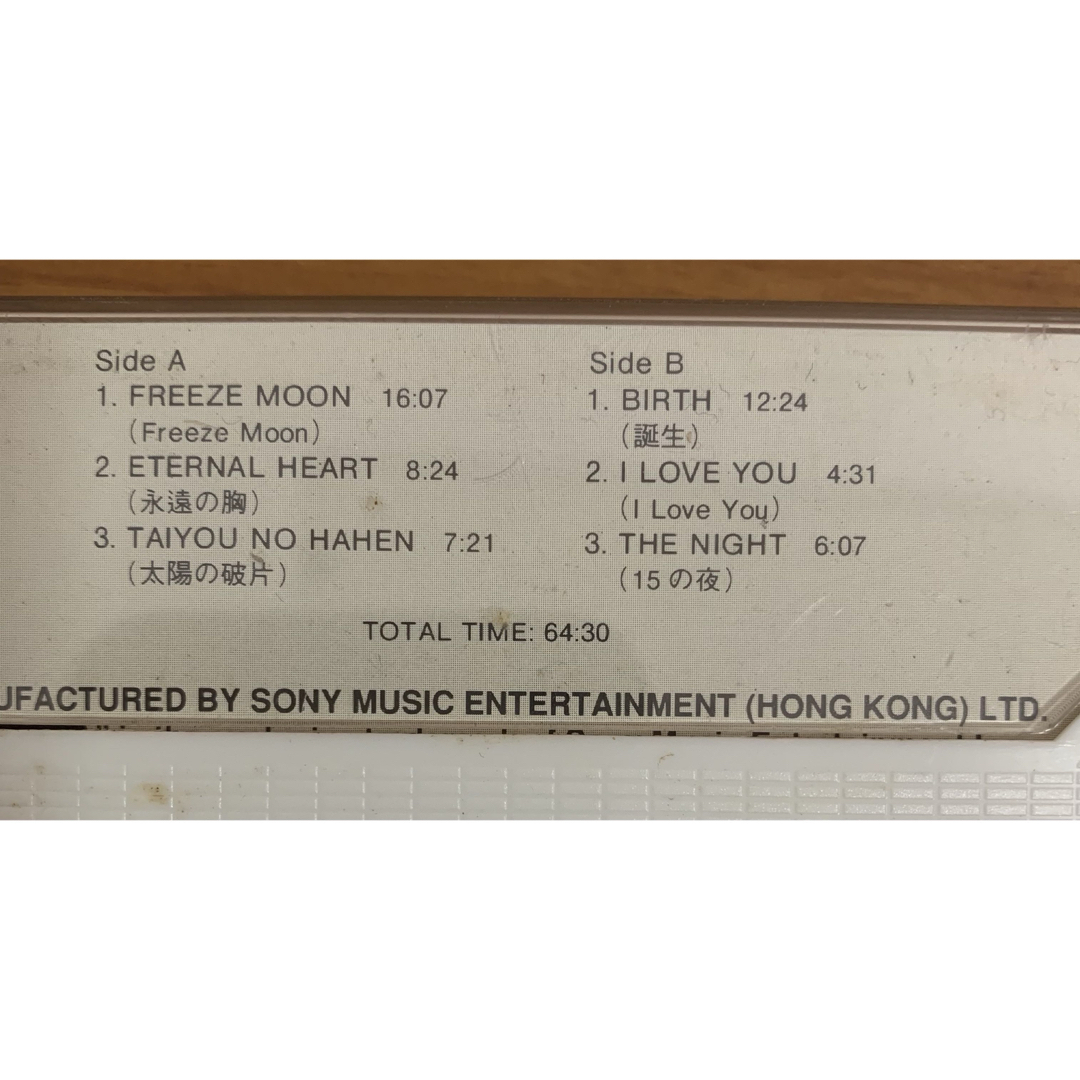 Side A
1. FREEZE MOON 16:07
(Freeze Moon)
2. ETERNAL HEART 8:24
(永遠の胸)
3. TAIYOU NO HAHEN 7:21
(太陽の破片)
Side B
1. BIRTH 12:24
(誕生)
2. I LOVE YOU 4:31
(I Love You)
3. THE NIGHT 6:07
(15の夜)
TOTAL TIME: 64:30
UFACTURED BY SONY MUSIC ENTERTAINMENT (HONG KONG) LTD.